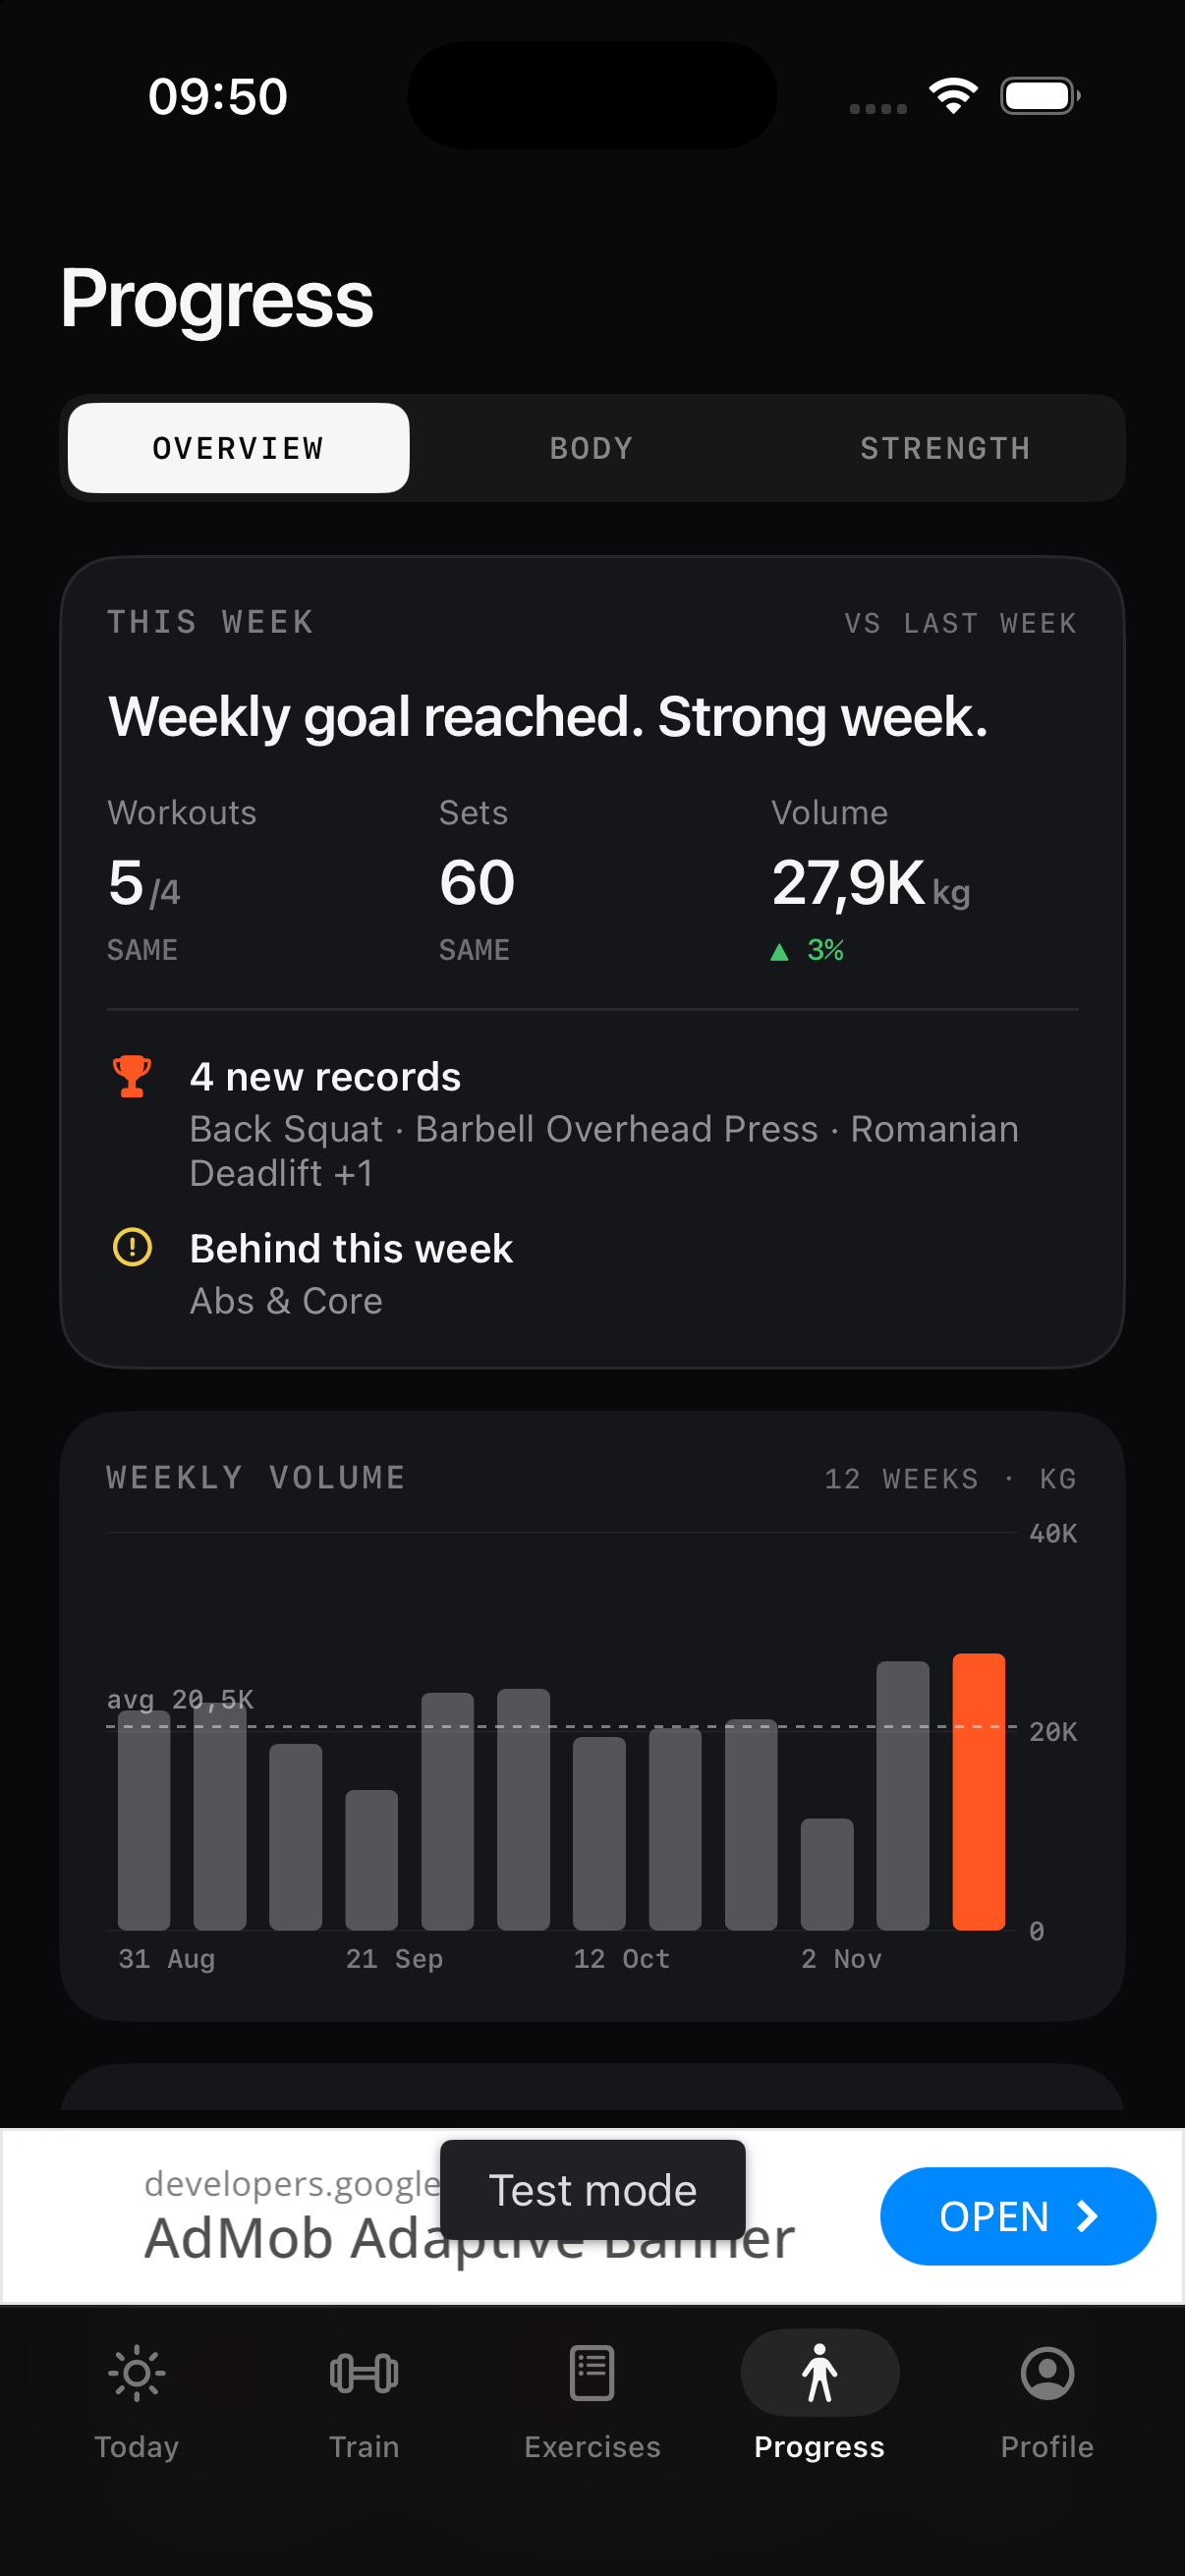 09:50
Progress
OVERVIEW
BODY
STRENGTH
THIS WEEK
VS LAST WEEK
Weekly goal reached. Strong week.
Workouts
Sets
Volume
5/4
60
27,9K kg
SAME
SAME
▲ 3%
4 new records
Back Squat · Barbell Overhead Press · Romanian
Deadlift +1
Behind this week
Abs & Core
WEEKLY VOLUME
12 WEEKS · KG
40K
avg 20,5K
20K
0
31 Aug
21 Sep
12 Oct
2 Nov
developers.google
Test mode
AdMob Adaptive Banner
OPEN
Today
Train
Exercises
Progress
Profile